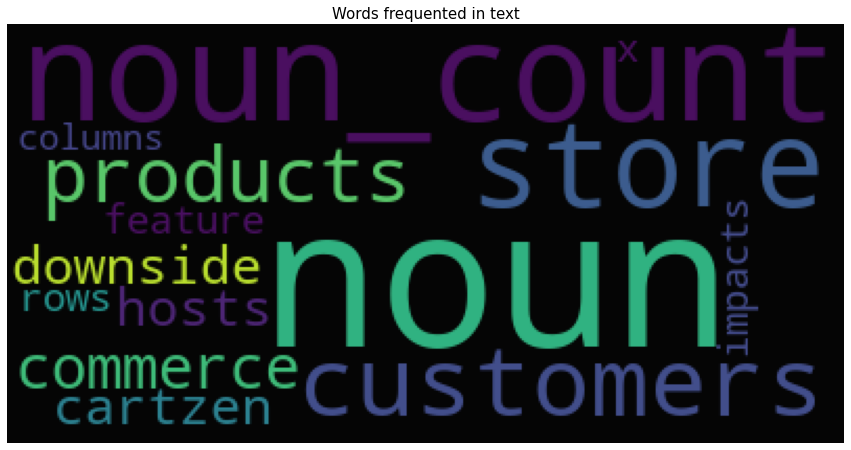 Words frequented in text
noun_count
x
columns
products
store
feature
impacts
downside
noun
rows
hosts
commerce
customers
cartzen